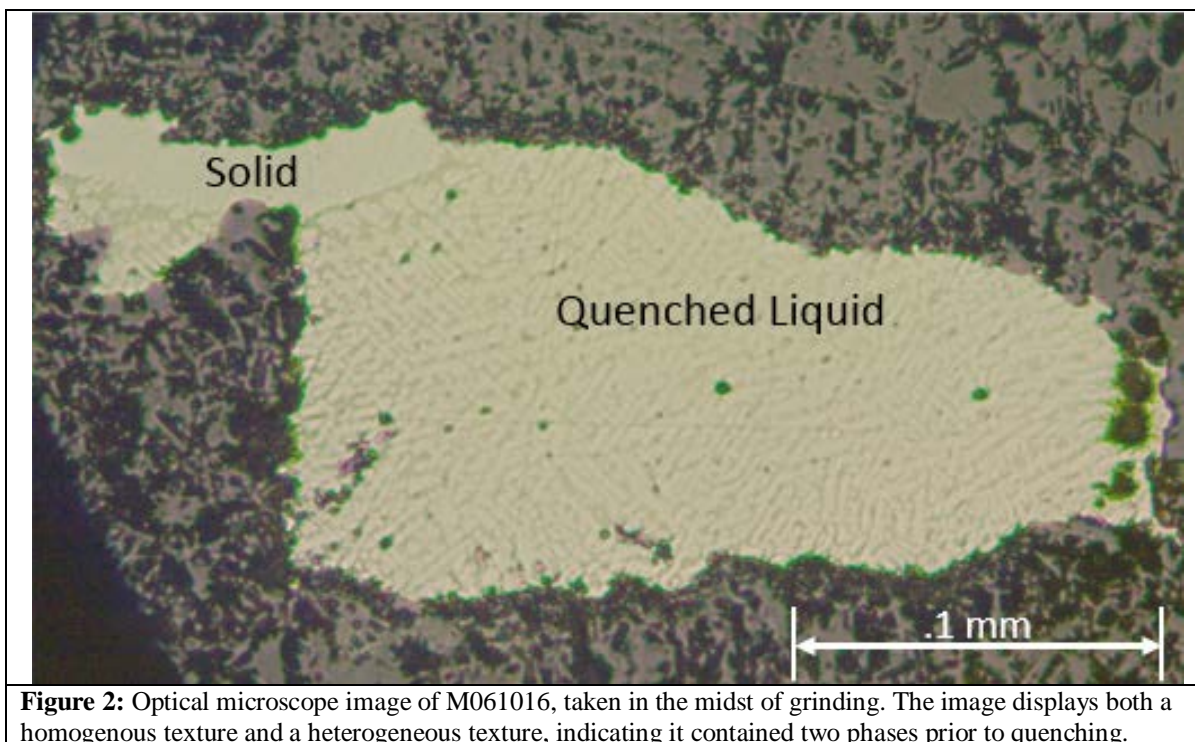 Solid
Quenched Liquid
.1 mm
Figure 2: Optical microscope image of M061016, taken in the midst of grinding. The image displays both a
homogenous texture and a heterogeneous texture, indicating it contained two phases prior to quenching.